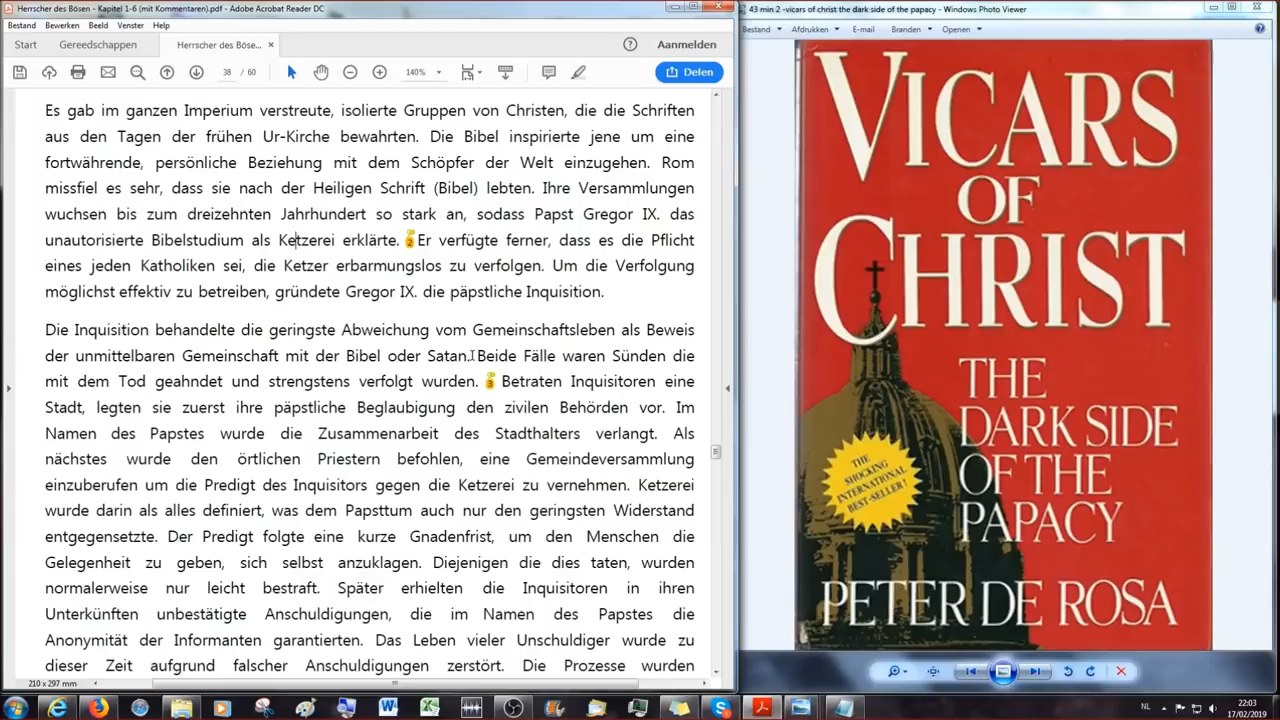 Herrscher des Bösen - Kapitel 1-6 (mit Kommentaren).pdf - Adobe Acrobat Reader DC
Bestand Bewerken Beeld Venster Help
Start Gereedschappen Herrscher des Böse... × Aanmelden
38 / 60 140% Delen
Es gab im ganzen Imperium verstreute, isolierte Gruppen von Christen, die die Schriften
aus den Tagen der frühen Ur-Kirche bewahrten. Die Bibel inspirierte jene um eine
fortwährende, persönliche Beziehung mit dem Schöpfer der Welt einzugehen. Rom
missfiel es sehr, dass sie nach der Heiligen Schrift (Bibel) lebten. Ihre Versammlungen
wuchsen bis zum dreizehnten Jahrhundert so stark an, sodass Papst Gregor IX. das
unautorisierte Bibelstudium als Ketzerei erklärte. 2 Er verfügte ferner, dass es die Pflicht
eines jeden Katholiken sei, die Ketzer erbarmungslos zu verfolgen. Um die Verfolgung
möglichst effektiv zu betreiben, gründete Gregor IX. die päpstliche Inquisition.
Die Inquisition behandelte die geringste Abweichung vom Gemeinschaftsleben als Beweis
der unmittelbaren Gemeinschaft mit der Bibel oder Satan. Beide Fälle waren Sünden die
mit dem Tod geahndet und strengstens verfolgt wurden. 3 Betraten Inquisitoren eine
Stadt, legten sie zuerst ihre päpstliche Beglaubigung den zivilen Behörden vor. Im
Namen des Papstes wurde die Zusammenarbeit des Stadthalters verlangt. Als
nächstes wurde den örtlichen Priestern befohlen, eine Gemeindeversammlung
einzuberufen um die Predigt des Inquisitors gegen die Ketzerei zu vernehmen. Ketzerei
wurde darin als alles definiert, was dem Papsttum auch nur den geringsten Widerstand
entgegensetzte. Der Predigt folgte eine kurze Gnadenfrist, um den Menschen die
Gelegenheit zu geben, sich selbst anzuklagen. Diejenigen die dies taten, wurden
normalerweise nur leicht bestraft. Später erhielten die Inquisitoren in ihren
Unterkünften unbestätigte Anschuldigungen, die im Namen des Papstes die
Anonymität der Informanten garantierten. Das Leben vieler Unschuldiger wurde zu
dieser Zeit aufgrund falscher Anschuldigungen zerstört. Die Prozesse wurden
210 x 297 mm
43 min 2 -vicars of christ the dark side of the papacy - Windows Photo Viewer
Bestand Afdrukken E-mail Branden Openen
VICARS
OF
CHRIST
THE
DARK SIDE
OF THE
PAPACY
THE
SHOCKING
INTERNATIONAL
BEST-SELLER!
PETER DE ROSA
NL 22:03
17/02/2019